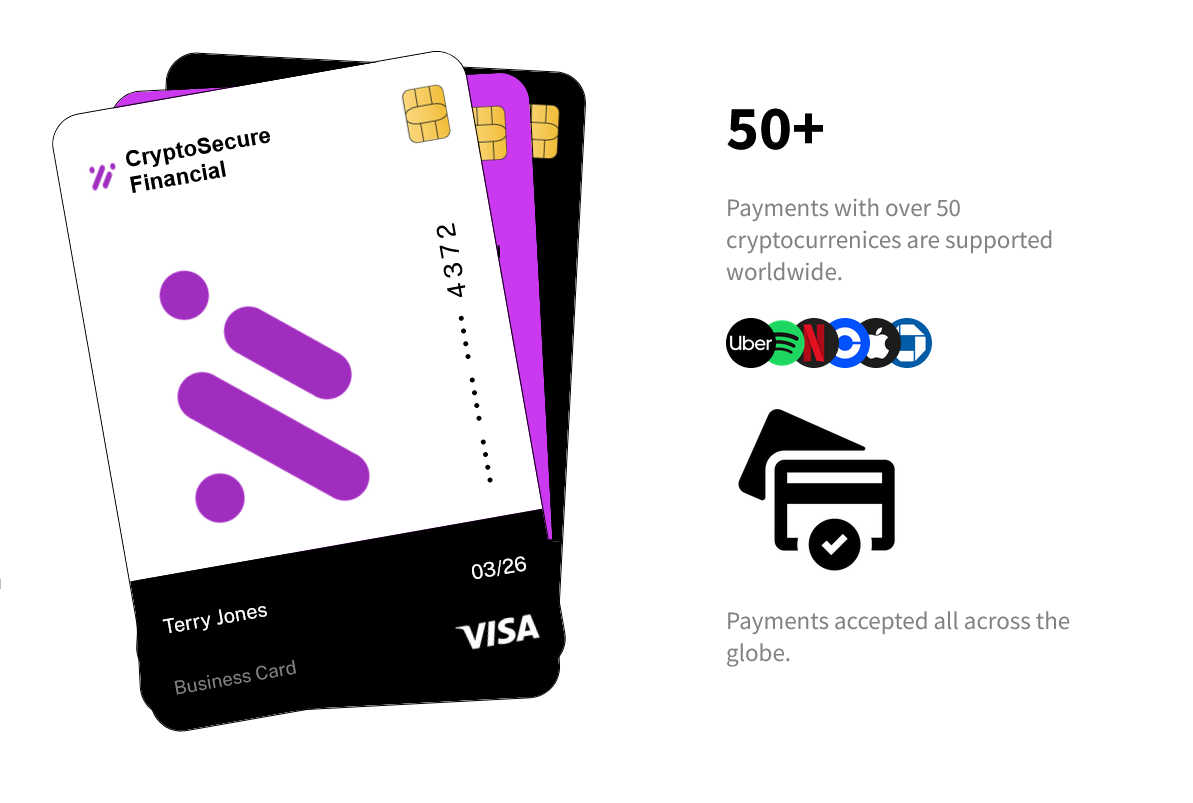 CryptoSecure
Financial
4372
03/26
Terry Jones
VISA
Business Card
50+
Payments with over 50
cryptocurrenices are supported
worldwide.
Uber
Payments accepted all across the
globe.